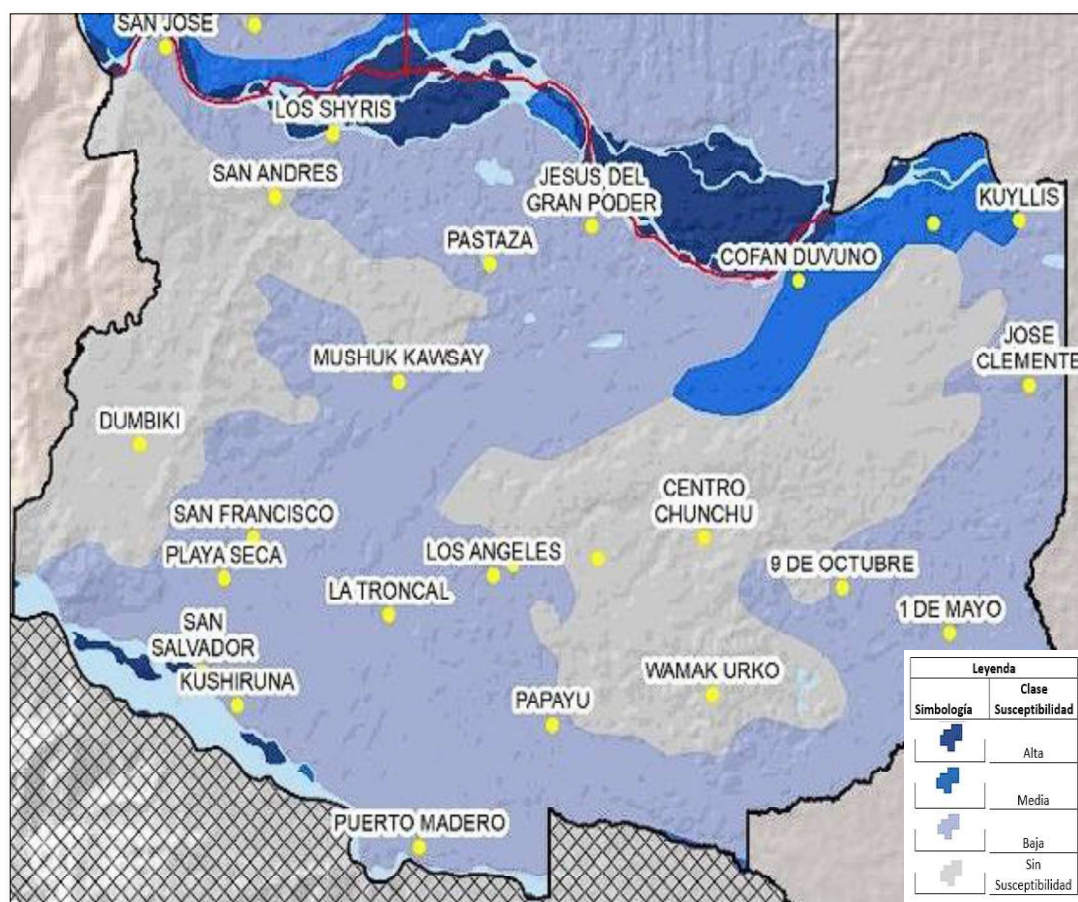 SAN JOSE
LOS SHYRIS
SAN ANDRES
JESUS DEL
GRAN PODER
KUYLLIS
PASTAZA
COFAN DUVUNO
MUSHUK KAWSAY
JOSE
CLEMENTE
DUMBIKI
CENTRO
CHUNCHU
SAN FRANCISCO
PLAYA SECA
LOS ANGELES
9 DE OCTUBRE
LA TRONCAL
1 DE MAYO
SAN
SALVADOR
KUSHIRUNA
WAMAK URKO
PAPAYU
PUERTO MADERO
Leyenda
Simbología
Clase
Susceptibilidad
Alta
Media
Baja
Sin
Susceptibilidad